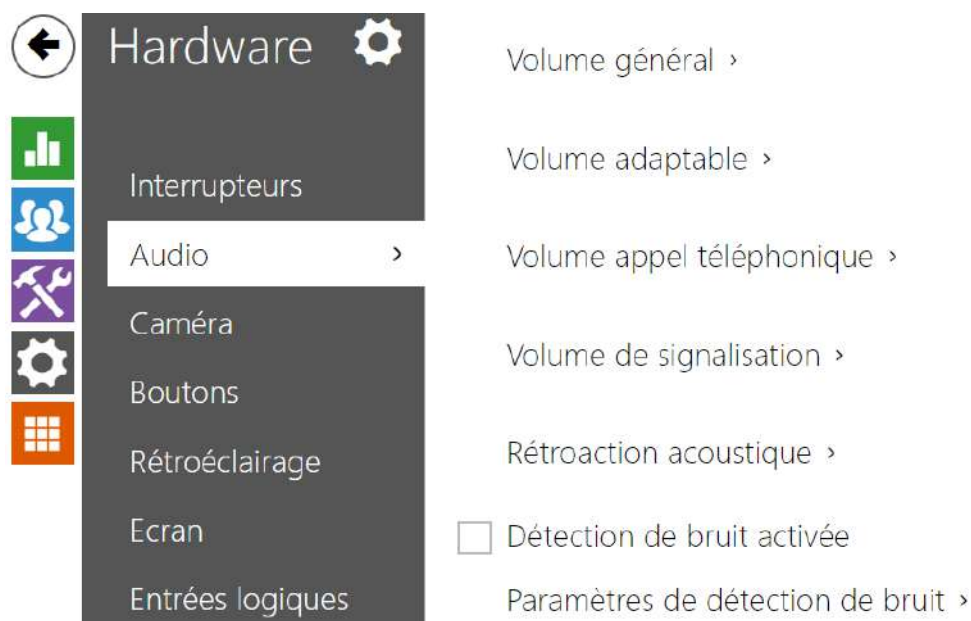 Hardware
Interrupteurs
Audio
Caméra
Boutons
Rétroéclairage
Ecran
Entrées logiques
Volume général
Volume adaptable
Volume appel téléphonique
Volume de signalisation
Rétroaction acoustique
Détection de bruit activée
Paramètres de détection de bruit